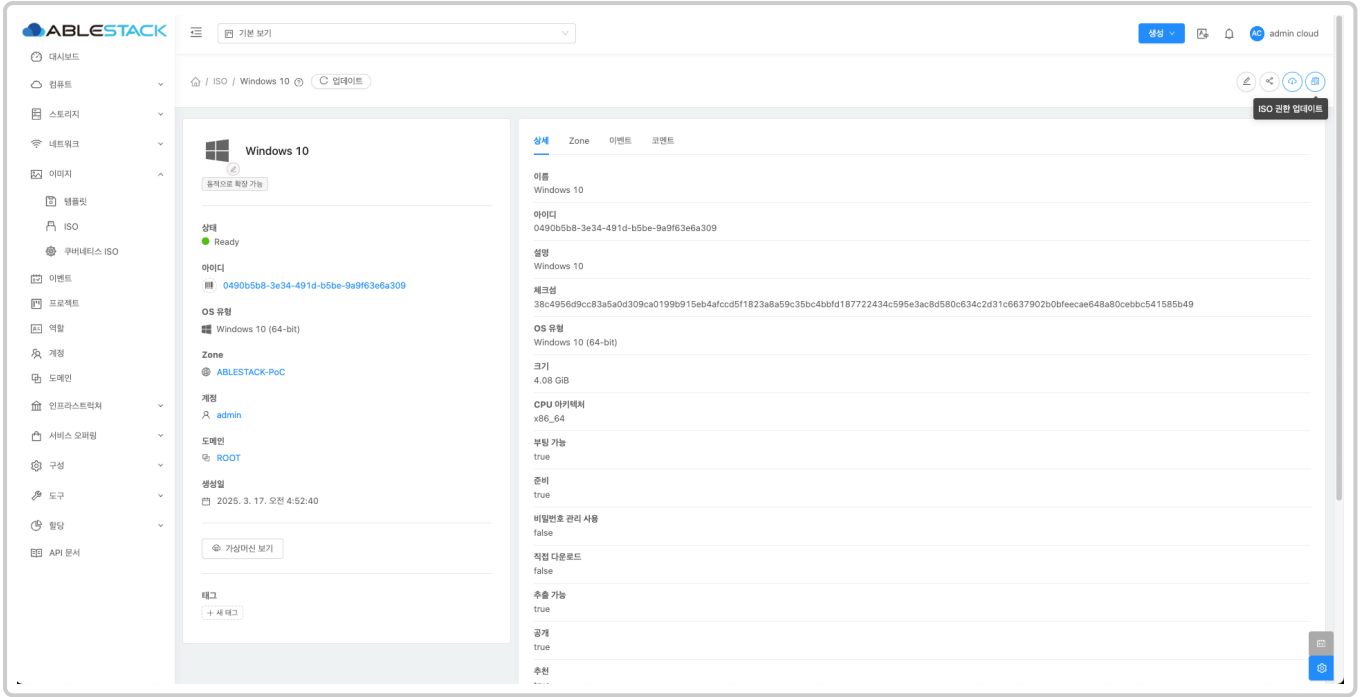 ABLESTACK
기본 보기
생성
AC
admin cloud
/ ISO / Windows 10
업데이트
ISO 권한 업데이트
대시보드
컴퓨트
스토리지
네트워크
이미지
템플릿
ISO
쿠버네티스 ISO
이벤트
프로젝트
역할
계정
도메인
인프라스트럭쳐
서비스 오퍼링
구성
도구
할당
API 문서
Windows 10
동적으로 확장 가능
상태
Ready
아이디
0490b5b8-3e34-491d-b5be-9a9f63e6a309
OS 유형
Windows 10 (64-bit)
Zone
ABLESTACK-PoC
계정
admin
도메인
ROOT
생성일
2025. 3. 17. 오전 4:52:40
가상머신 보기
태그
+ 새 태그
상세
Zone
이벤트
코멘트
이름
Windows 10
아이디
0490b5b8-3e34-491d-b5be-9a9f63e6a309
설명
Windows 10
체크섬
38c4956d9cc83a5a0d309ca0199b915eb4afccd5f1823a8a59c35bc4bbfd187722434c595e3ac8d580c634c2d31c6637902b0bfeecae648a80cebbc541585b49
OS 유형
Windows 10 (64-bit)
크기
4.08 GiB
CPU 아키텍처
x86_64
부팅 가능
true
준비
true
비밀번호 관리 사용
false
직접 다운로드
false
추출 가능
true
공개
true
추천